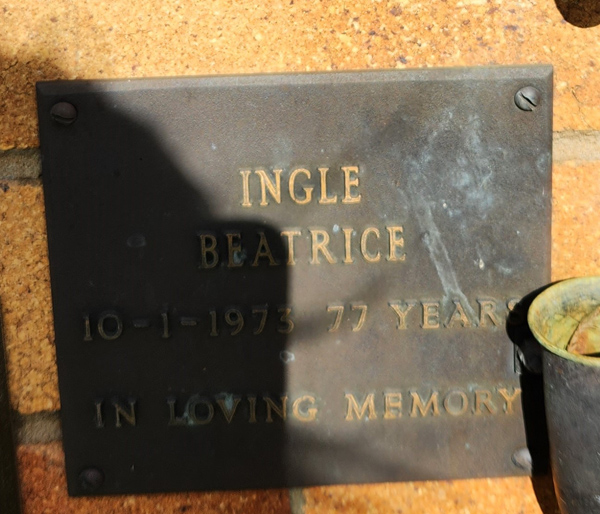 INGLE
BEATRICE
10-1-1973 77 YEARS
IN LOVING MEMORY